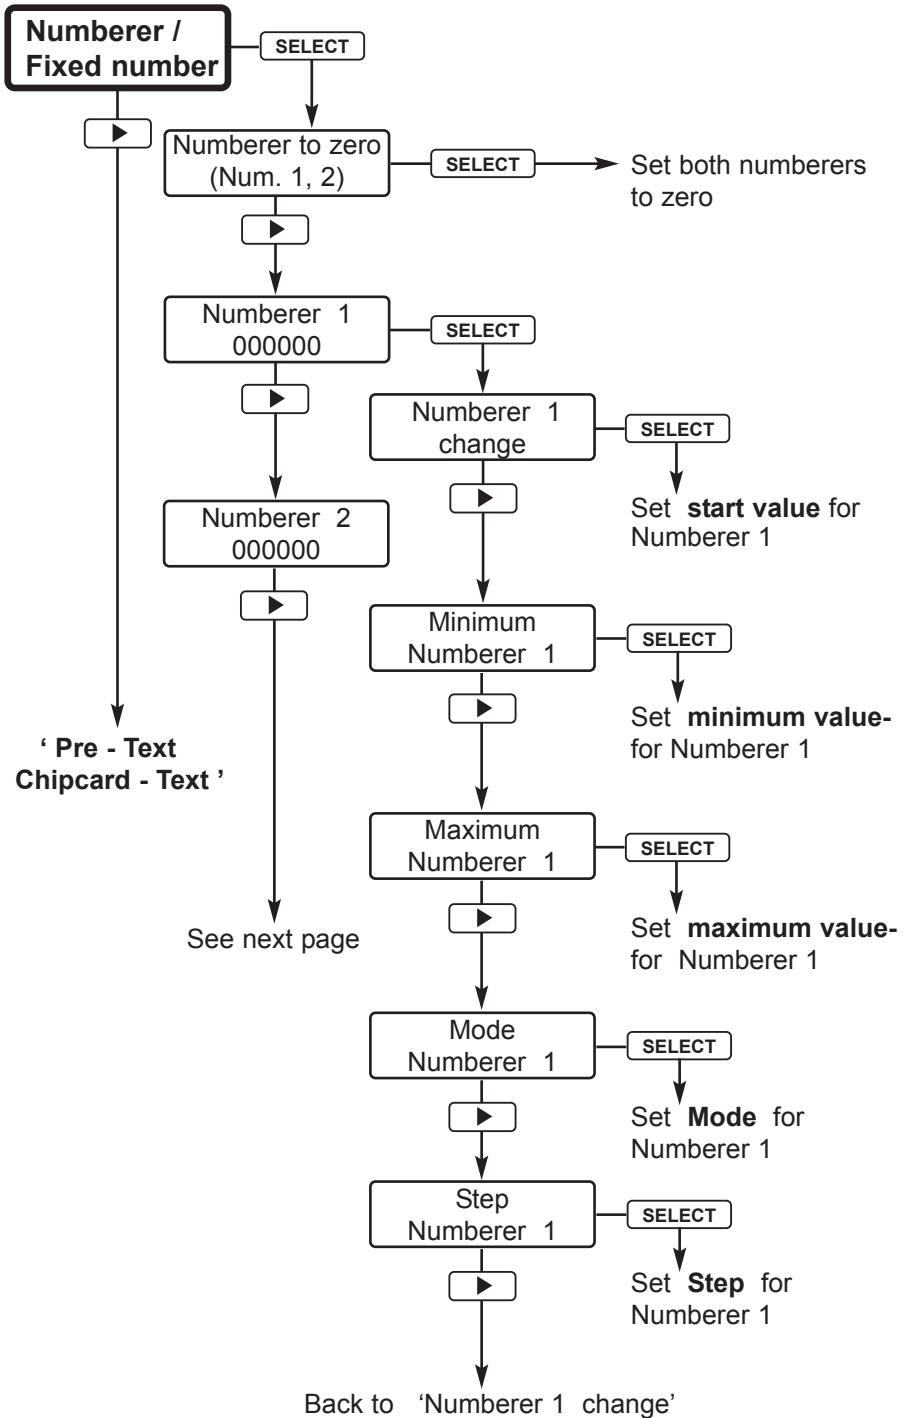 Numberer /
Fixed number
SELECT
Numberer to zero
(Num. 1, 2)
SELECT
Set both numberers
to zero
Numberer 1
000000
SELECT
Numberer 1
change
SELECT
Set start value for
Numberer 1
Numberer 2
000000
Minimum
Numberer 1
SELECT
Set minimum value-
for Numberer 1
‘ Pre - Text
Chipcard - Text ’
Maximum
Numberer 1
SELECT
Set maximum value-
for Numberer 1
See next page
Mode
Numberer 1
SELECT
Set Mode for
Numberer 1
Step
Numberer 1
SELECT
Set Step for
Numberer 1
Back to ‘Numberer 1 change’